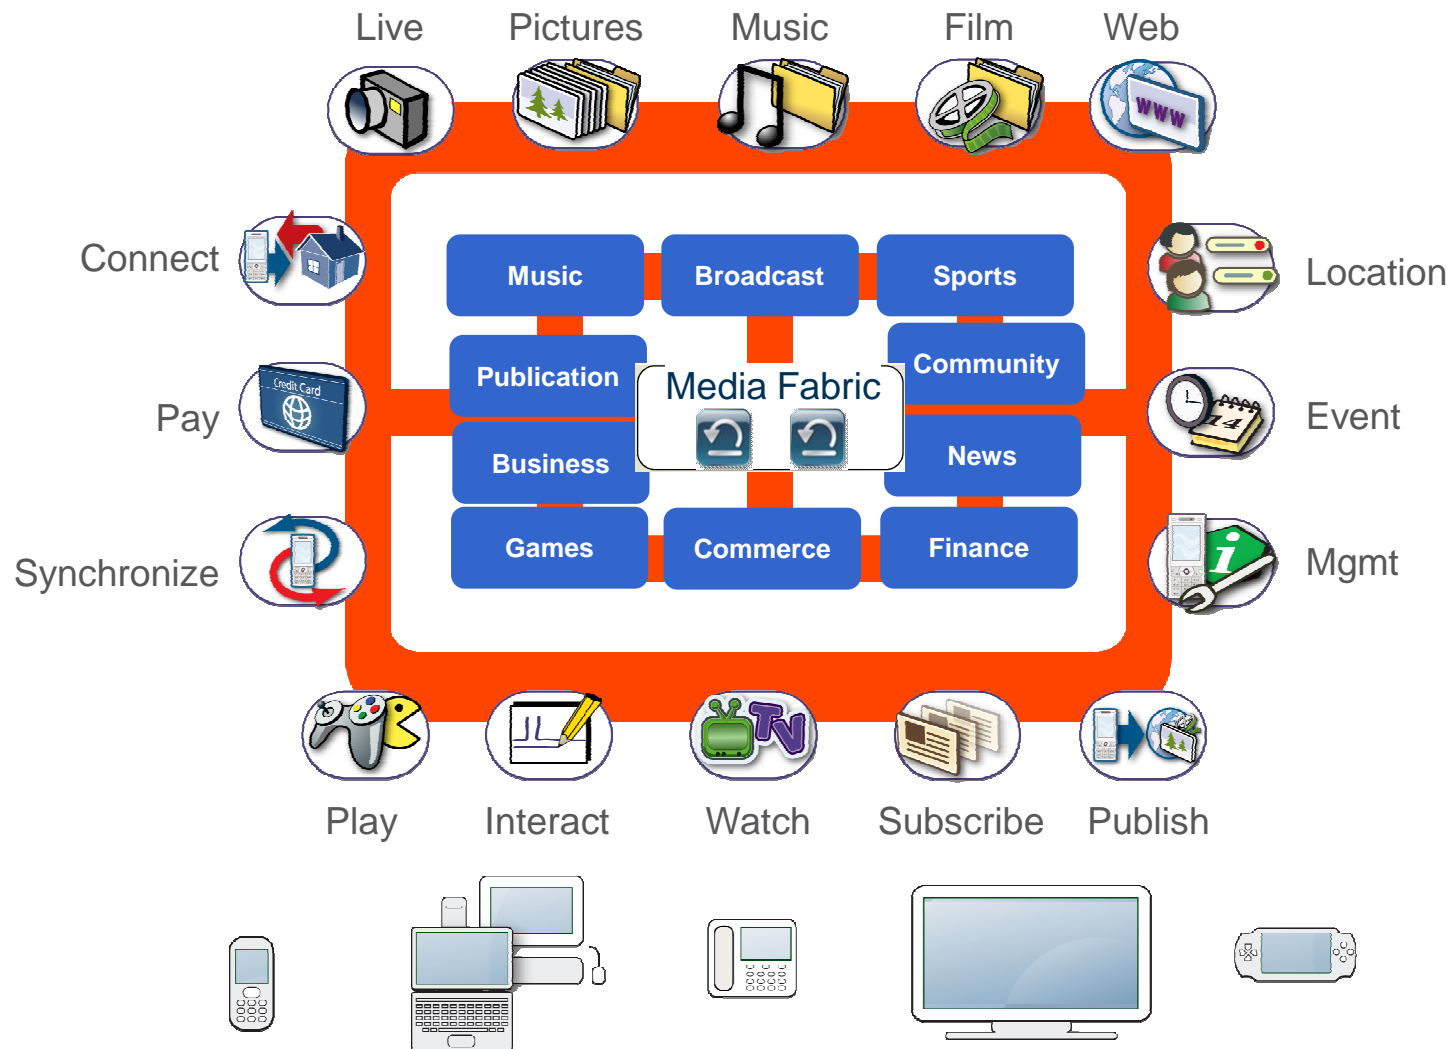 Live
Pictures
Music
Film
Web
WWW
Connect
Location
Music
Broadcast
Sports
Publication
Community
Media Fabric
Credit Card
Pay
Event
14
Business
News
Games
Commerce
Finance
Synchronize
Mgmt
i
TV
Play
Interact
Watch
Subscribe
Publish